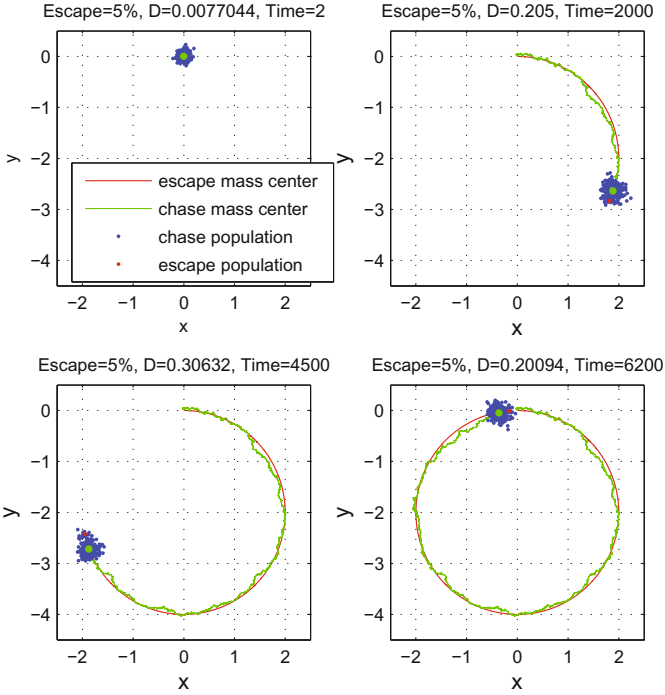 Escape=5%, D=0.0077044, Time=2
0
−1
−2
−3
−4
y
−2
−1
0
1
2
x
escape mass center
chase mass center
chase population
escape population
Escape=5%, D=0.205, Time=2000
0
−1
−2
−3
−4
y
−2
−1
0
1
2
x
Escape=5%, D=0.30632, Time=4500
0
−1
−2
−3
−4
y
−2
−1
0
1
2
x
Escape=5%, D=0.20094, Time=6200
0
−1
−2
−3
−4
y
−2
−1
0
1
2
x